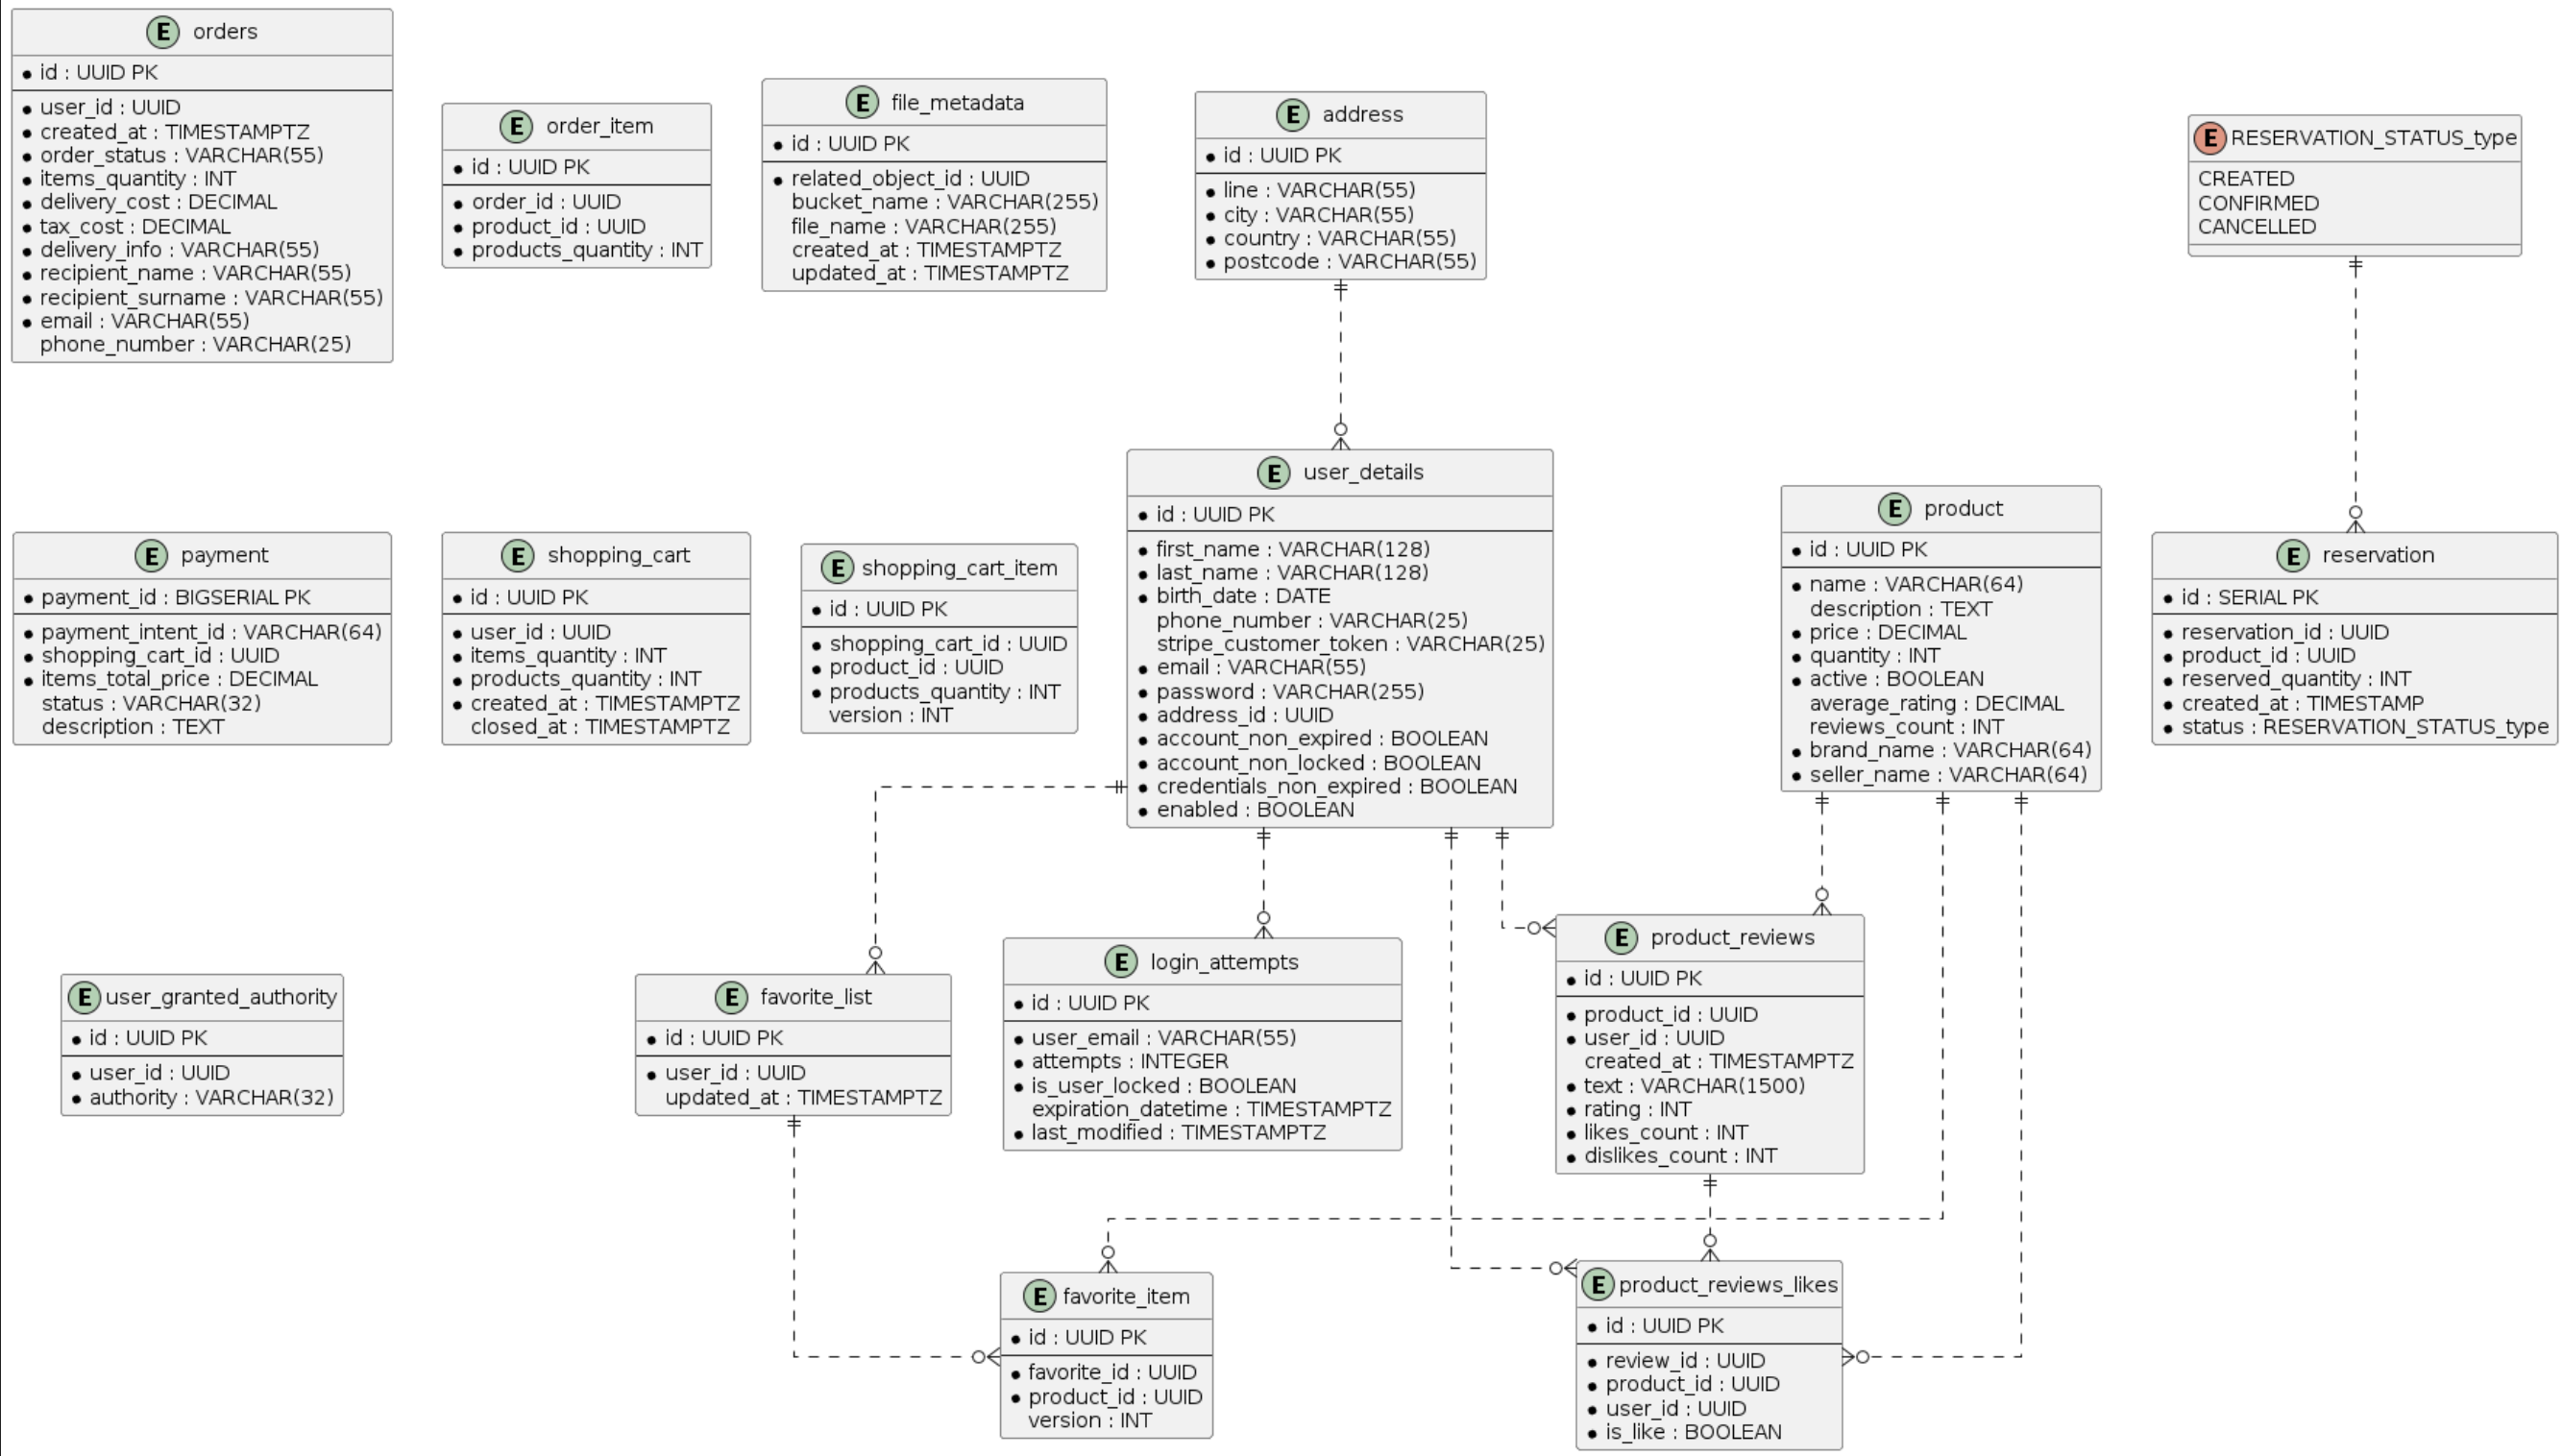 E orders
id : UUID PK
user_id : UUID
created_at : TIMESTAMPTZ
order_status : VARCHAR(55)
items_quantity : INT
delivery_cost : DECIMAL
tax_cost : DECIMAL
delivery_info : VARCHAR(55)
recipient_name : VARCHAR(55)
recipient_surname : VARCHAR(55)
email : VARCHAR(55)
phone_number : VARCHAR(25)
E order_item
id : UUID PK
order_id : UUID
product_id : UUID
products_quantity : INT
E file_metadata
id : UUID PK
related_object_id : UUID
bucket_name : VARCHAR(255)
file_name : VARCHAR(255)
created_at : TIMESTAMPTZ
updated_at : TIMESTAMPTZ
E address
id : UUID PK
line : VARCHAR(55)
city : VARCHAR(55)
country : VARCHAR(55)
postcode : VARCHAR(55)
E RESERVATION_STATUS_type
CREATED
CONFIRMED
CANCELLED
E payment
payment_id : BIGSERIAL PK
payment_intent_id : VARCHAR(64)
shopping_cart_id : UUID
items_total_price : DECIMAL
status : VARCHAR(32)
description : TEXT
E shopping_cart
id : UUID PK
user_id : UUID
items_quantity : INT
products_quantity : INT
created_at : TIMESTAMPTZ
closed_at : TIMESTAMPTZ
E shopping_cart_item
id : UUID PK
shopping_cart_id : UUID
product_id : UUID
products_quantity : INT
version : INT
E user_details
id : UUID PK
first_name : VARCHAR(128)
last_name : VARCHAR(128)
birth_date : DATE
phone_number : VARCHAR(25)
stripe_customer_token : VARCHAR(25)
email : VARCHAR(55)
password : VARCHAR(255)
address_id : UUID
account_non_expired : BOOLEAN
account_non_locked : BOOLEAN
credentials_non_expired : BOOLEAN
enabled : BOOLEAN
E product
id : UUID PK
name : VARCHAR(64)
description : TEXT
price : DECIMAL
quantity : INT
active : BOOLEAN
average_rating : DECIMAL
reviews_count : INT
brand_name : VARCHAR(64)
seller_name : VARCHAR(64)
E reservation
id : SERIAL PK
reservation_id : UUID
product_id : UUID
reserved_quantity : INT
created_at : TIMESTAMP
status : RESERVATION_STATUS_type
E user_granted_authority
id : UUID PK
user_id : UUID
authority : VARCHAR(32)
E favorite_list
id : UUID PK
user_id : UUID
updated_at : TIMESTAMPTZ
E login_attempts
id : UUID PK
user_email : VARCHAR(55)
attempts : INTEGER
is_user_locked : BOOLEAN
expiration_datetime : TIMESTAMPTZ
last_modified : TIMESTAMPTZ
E product_reviews
id : UUID PK
product_id : UUID
user_id : UUID
created_at : TIMESTAMPTZ
text : VARCHAR(1500)
rating : INT
likes_count : INT
dislikes_count : INT
E favorite_item
id : UUID PK
favorite_id : UUID
product_id : UUID
version : INT
E product_reviews_likes
id : UUID PK
review_id : UUID
product_id : UUID
user_id : UUID
is_like : BOOLEAN